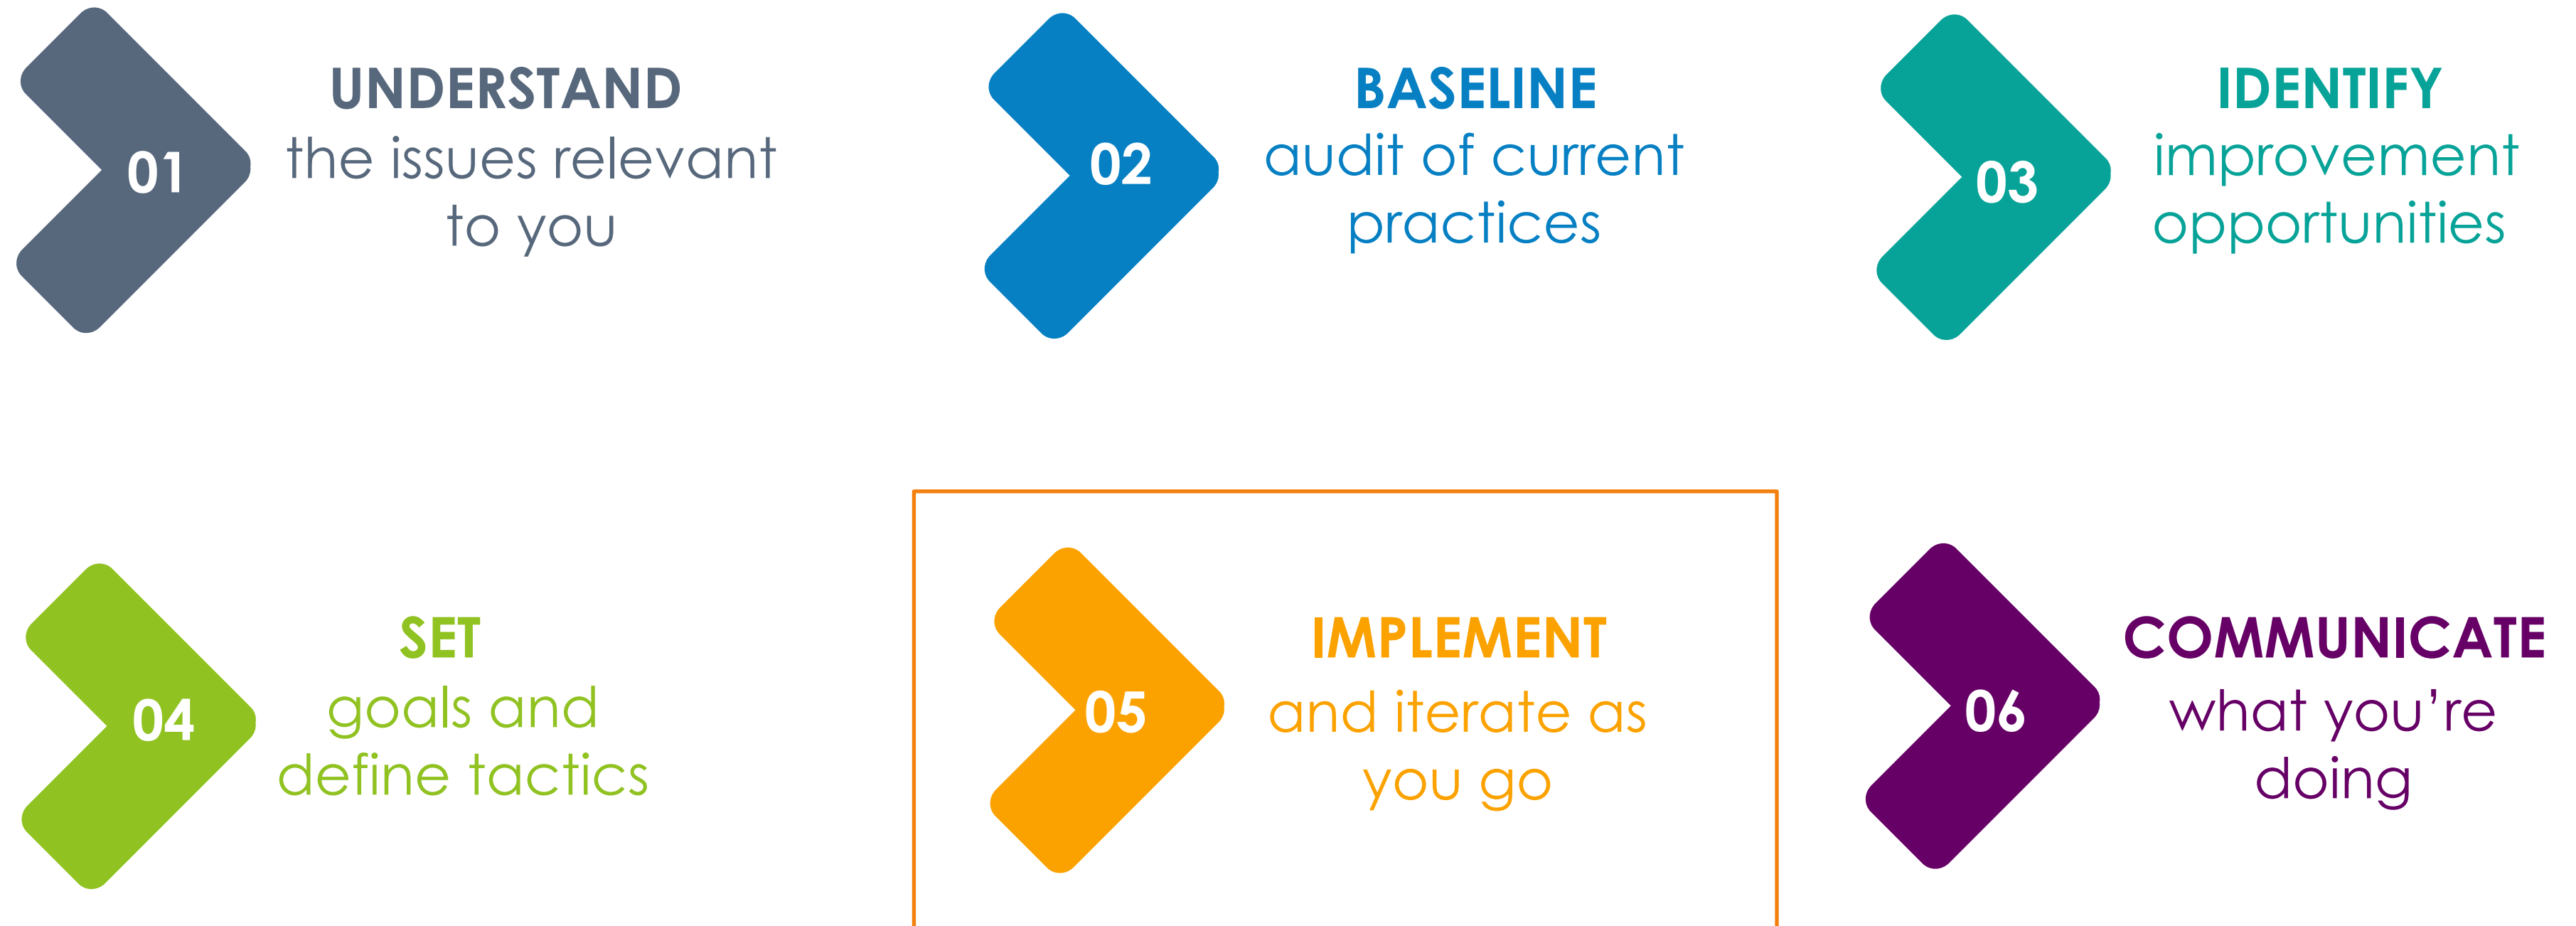 01
UNDERSTAND
the issues relevant
to you
02
BASELINE
audit of current
practices
03
IDENTIFY
improvement
opportunities
04
SET
goals and
define tactics
05
IMPLEMENT
and iterate as
you go
06
COMMUNICATE
what you’re
doing